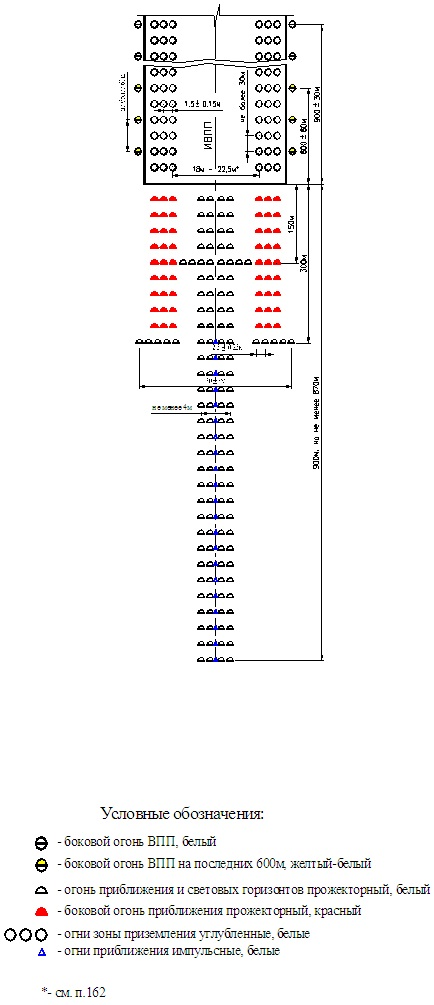 1,5± 0,15м
не более 30м
ИВПП
18м - 22,5м*
900 ± 30м
600 ± 60м
150м
300м
не менее 4м
900м, но не менее 870м
Условные обозначения:
- боковой огонь ВПП, белый
- боковой огонь ВПП на последних 600м, желтый-белый
- огонь приближения и световых горизонтов прожекторный, белый
- боковой огонь приближения прожекторный, красный
- огни зоны приземления углубленные, белые
- огни приближения импульсные, белые
*- см. п.162